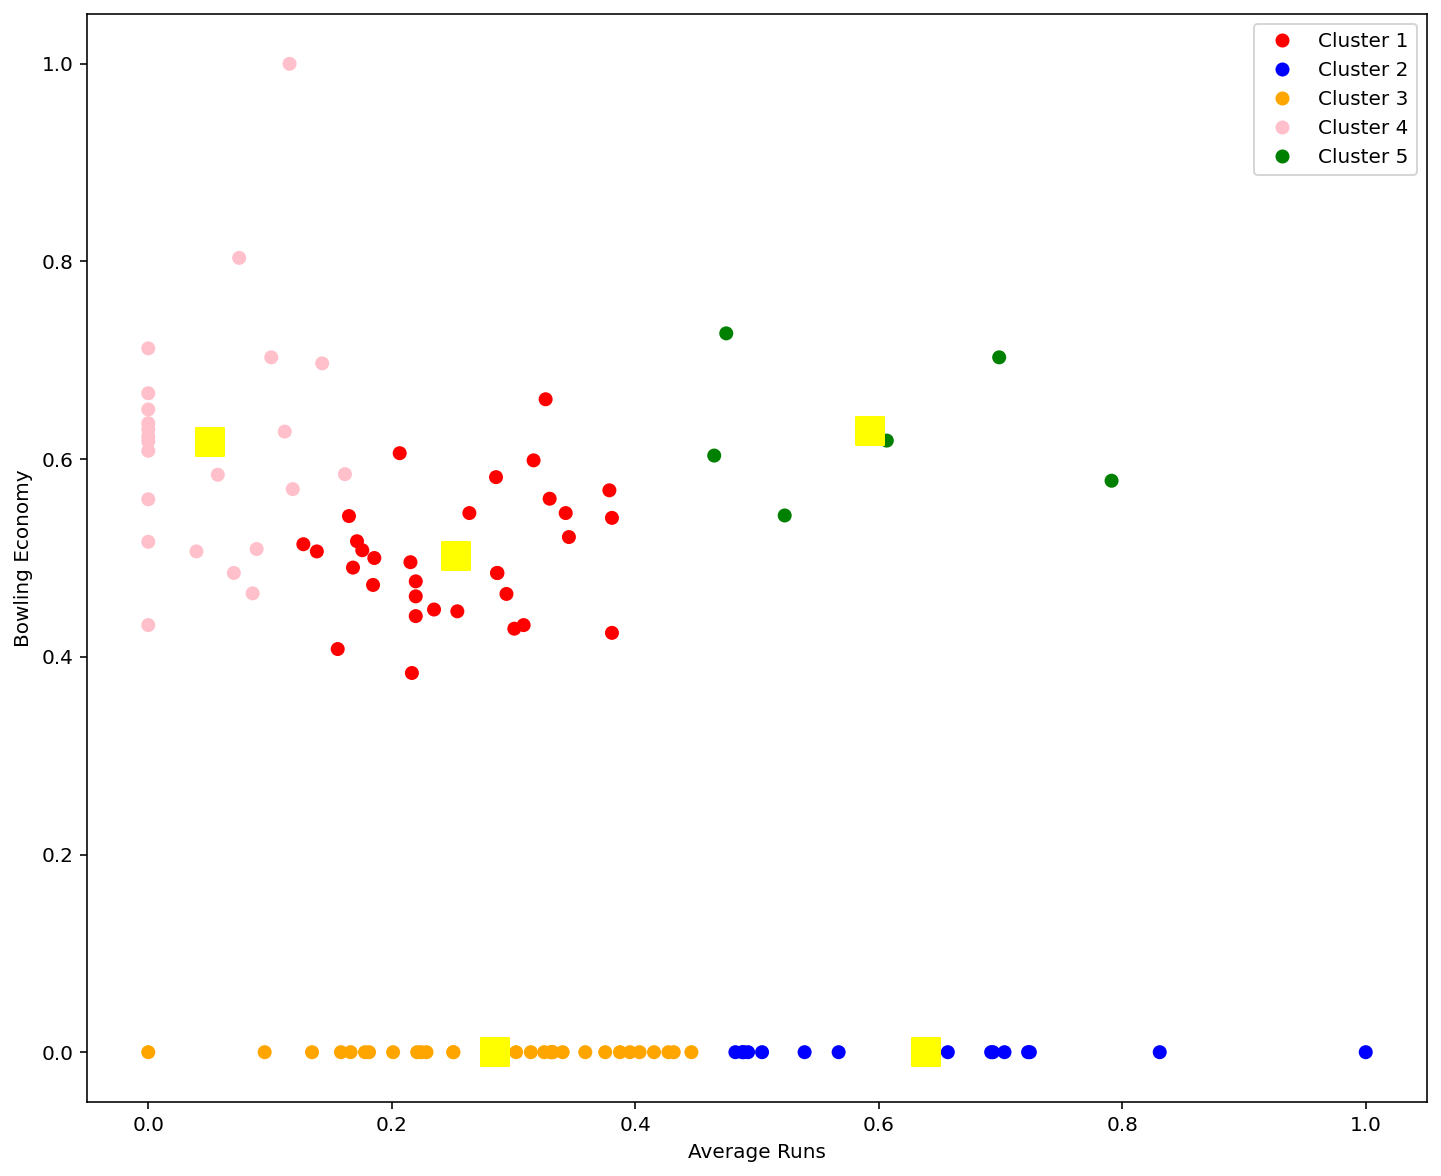 1.0
0.8
0.6
0.4
0.2
0.0
Bowling Economy
Cluster 1
Cluster 2
Cluster 3
Cluster 4
Cluster 5
0.0 0.2 0.4 0.6 0.8 1.0
Average Runs